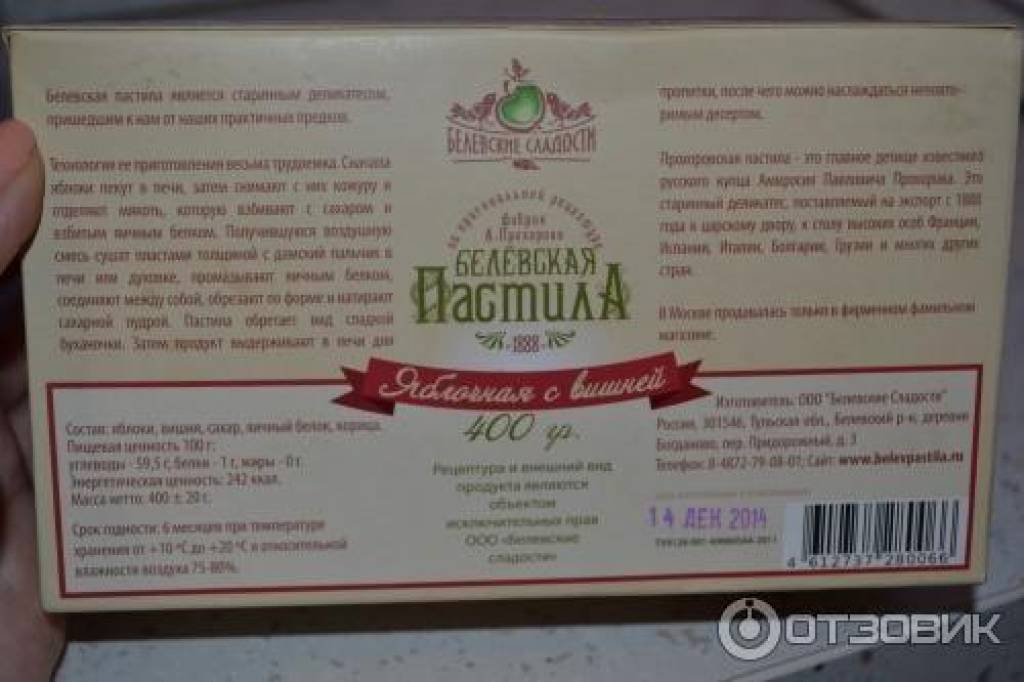 Белевская пастила является старинным деликатесом,
пришедшим к нам от наших практичных предков.
Технология ее приготовления весьма трудоемка. Сначала
яблоки пекут в печи, затем снимают с них кожуру и
отделяют мякоть, которую взбивают с сахаром и
взбитым яичным белком. Получившуюся воздушную
смесь сушат пластами толщиной с дамский пальчик в
печи или духовке, промазывают яичным белком,
соединяют между собой, обрезают по форме и натирают
сахарной пудрой. Пастила обретает вид сладкой
буханочки. Затем продукт выдерживают в печи для
БЕЛЕВСКИЕ СЛАДОСТИ
по оригинальной рецептуре
фабрик
А. Прохорова
БЕЛЁВСКАЯ
ПАСТИЛА
1888
Яблочная с вишней
400 гр.
Рецептура и внешний вид
продукта являются
объектом
исключительных прав
ООО «Белевские
сладости»
пропитки, после чего можно наслаждаться неповто-
римым десертом.
Прохоровская пастила - это главное детище известного
русского купца Амвросия Павловича Прохорова. Это
старинный деликатес, поставляемый на экспорт с 1888
года и царскому двору, к столу высоких особ Франции,
Испании, Италии, Болгарии, Грузии и многих других
стран.
В Москве продавалась только в фирменном фамильном
магазине.
Состав: яблоки, вишня, сахар, яичный белок, корица.
Пищевая ценность 100 г:
углеводы - 59,5 г, белки - 1 г, жиры - 0 г.
Энергетическая ценность: 242 ккал.
Масса нетто: 400 ± 20 г.
Срок годности: 6 месяцев при температуре
хранения от +10 ºС до +20 ºС и относительной
влажности воздуха 75-80%.
Изготовитель: ООО "Белевские Сладости"
России, 301546, Тульская обл., Белевский р-н, деревня
Богданово, пер. Придорожный, д. 3
Телефон: 8-4872-79-08-01; Сайт: www.belevpastila.ru
14 ДЕК 2014
4 612737 280066
ОТЗОВИК